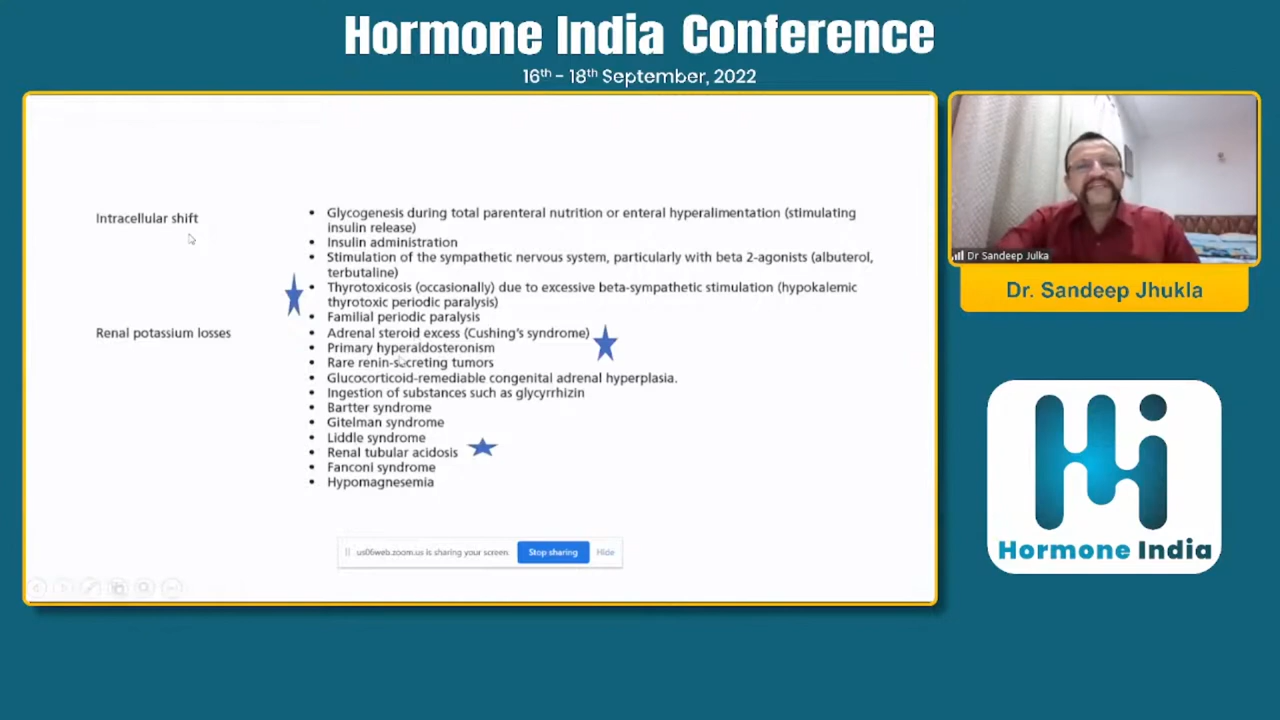 Hormone India Conference
16th - 18th September, 2022
Intracellular shift
• Glycogenesis during total parenteral nutrition or enteral hyperalimentation (stimulating
insulin release)
• Insulin administration
• Stimulation of the sympathetic nervous system, particularly with beta 2-agonists (albuterol,
terbutaline)
• Thyrotoxicosis (occasionally) due to excessive beta-sympathetic stimulation (hypokalemic
thyrotoxic periodic paralysis)
• Familial periodic paralysis
Renal potassium losses
• Adrenal steroid excess (Cushing's syndrome)
• Primary hyperaldosteronism
• Rare renin-secreting tumors
• Glucocorticoid-remediable congenital adrenal hyperplasia.
• Ingestion of substances such as glycyrrhizin
• Bartter syndrome
• Gitelman syndrome
• Liddle syndrome
• Renal tubular acidosis
• Fanconi syndrome
• Hypomagnesemia
us06web.zoom.us is sharing your screen.
Stop sharing
Hide
Dr Sandeep Julka
Dr. Sandeep Jhukla
Hormone India